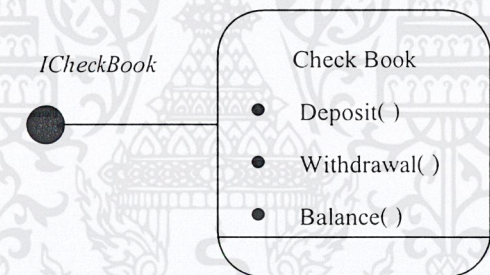 ICheckBook
Check Book
● Deposit( )
● Withdrawal( )
● Balance( )